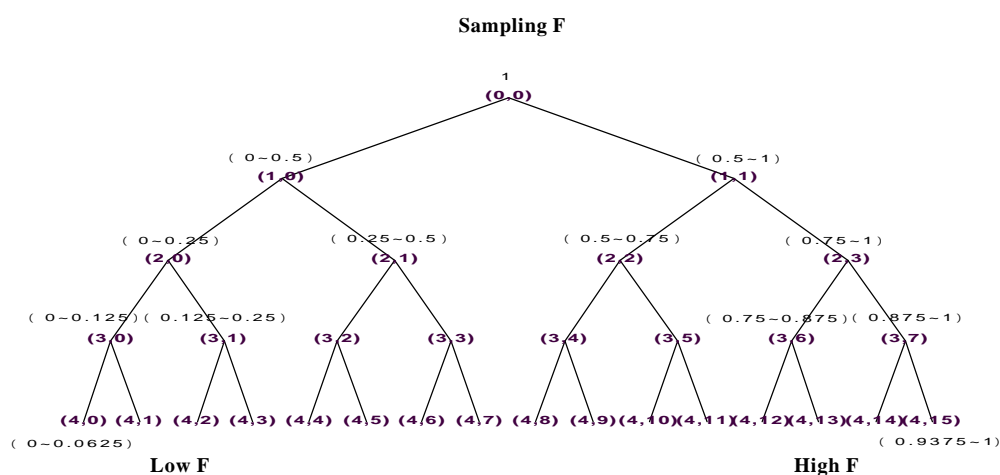 Sampling F
1
(0,0)
( 0~0.5) ( 0.5~1)
(1,0) (1,1)
( 0~0.25) ( 0.25~0.5) ( 0.5~0.75) ( 0.75~1)
(2,0) (2,1) (2,2) (2,3)
( 0~0.125) ( 0.125~0.25) ( 0.75~0.875) ( 0.875~1)
(3,0) (3,1) (3,2) (3,3) (3,4) (3,5) (3,6) (3,7)
(4,0) (4,1) (4,2) (4,3) (4,4) (4,5) (4,6) (4,7) (4,8) (4,9) (4,10) (4,11) (4,12) (4,13) (4,14) (4,15)
( 0~0.0625) ( 0.9375~1)
Low F High F